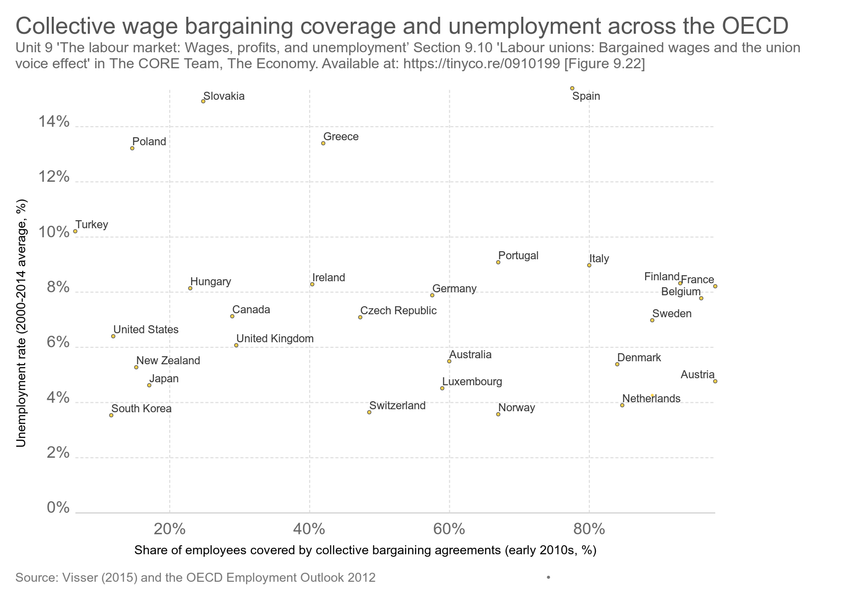 Collective wage bargaining coverage and unemployment across the OECD
Unit 9 'The labour market: Wages, profits, and unemployment’ Section 9.10 'Labour unions: Bargained wages and the union
voice effect' in The CORE Team, The Economy. Available at: https://tinyco.re/0910199 [Figure 9.22]
Slovakia
Spain
14%
Greece
Poland
12%
Turkey
10%
Portugal
Italy
Finland
France
Ireland
Hungary
8%
Germany
Belgium
Canada
Czech Republic
Sweden
United States
United Kingdom
6%
New Zealand
Australia
Denmark
Japan
Luxembourg
Austria
4%
South Korea
Switzerland
Norway
Netherlands
2%
0%
20%
40%
60%
80%
Unemployment rate (2000-2014 average, %)
Share of employees covered by collective bargaining agreements (early 2010s, %)
Source: Visser (2015) and the OECD Employment Outlook 2012
•